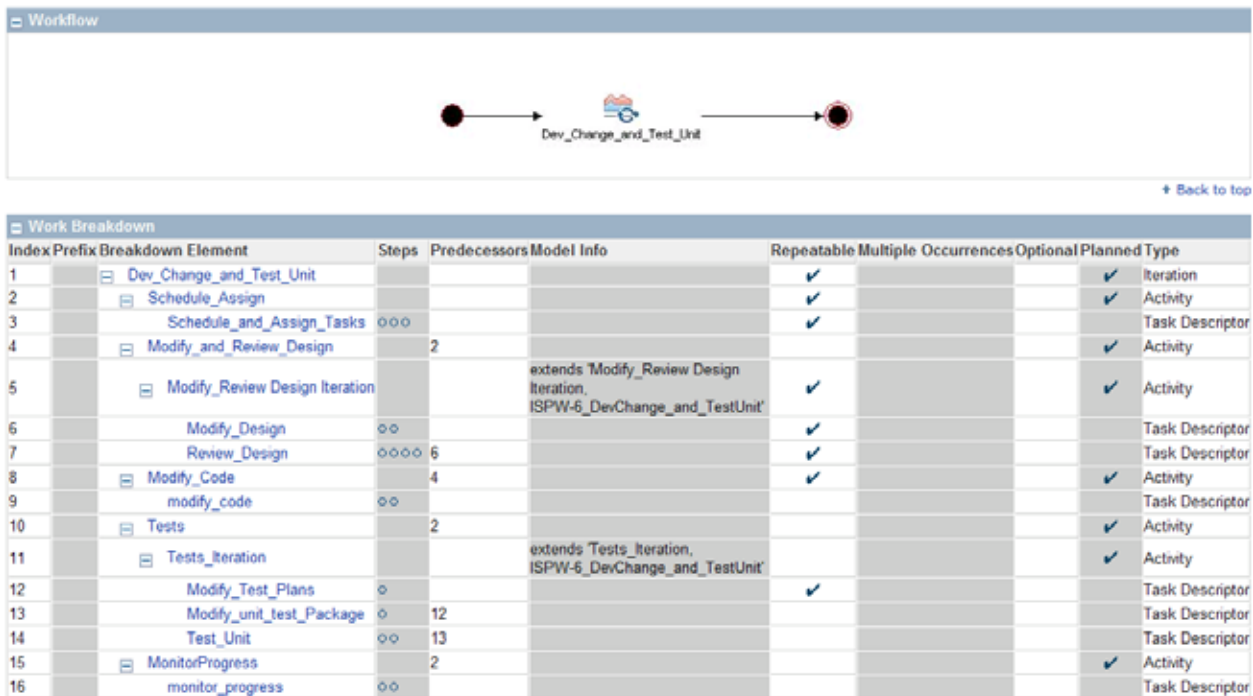 Workflow
Dev_Change_and_Test_Unit
Back to top
Work Breakdown
Index Prefix Breakdown Element Steps Predecessors Model Info Repeatable Multiple Occurrences Optional Planned Type
1 Dev_Change_and_Test_Unit Iteration
2 Schedule_Assign Activity
3 Schedule_and_Assign_Tasks Task Descriptor
4 Modify_and_Review_Design 2 Activity
extends 'Modify_Review Design
5 Modify_Review Design Iteration Iteration, Activity
ISPW-6_DevChange_and_TestUnit'
6 Modify_Design Task Descriptor
7 Review_Design 6 Task Descriptor
8 Modify_Code 4 Activity
9 modify_code Task Descriptor
10 Tests 2 Activity
11 Tests_Iteration extends 'Tests_Iteration, Activity
ISPW-6_DevChange_and_TestUnit'
12 Modify_Test_Plans Task Descriptor
13 Modify_unit_test_Package 12 Task Descriptor
14 Test_Unit 13 Task Descriptor
15 MonitorProgress 2 Activity
16 monitor_progress Task Descriptor